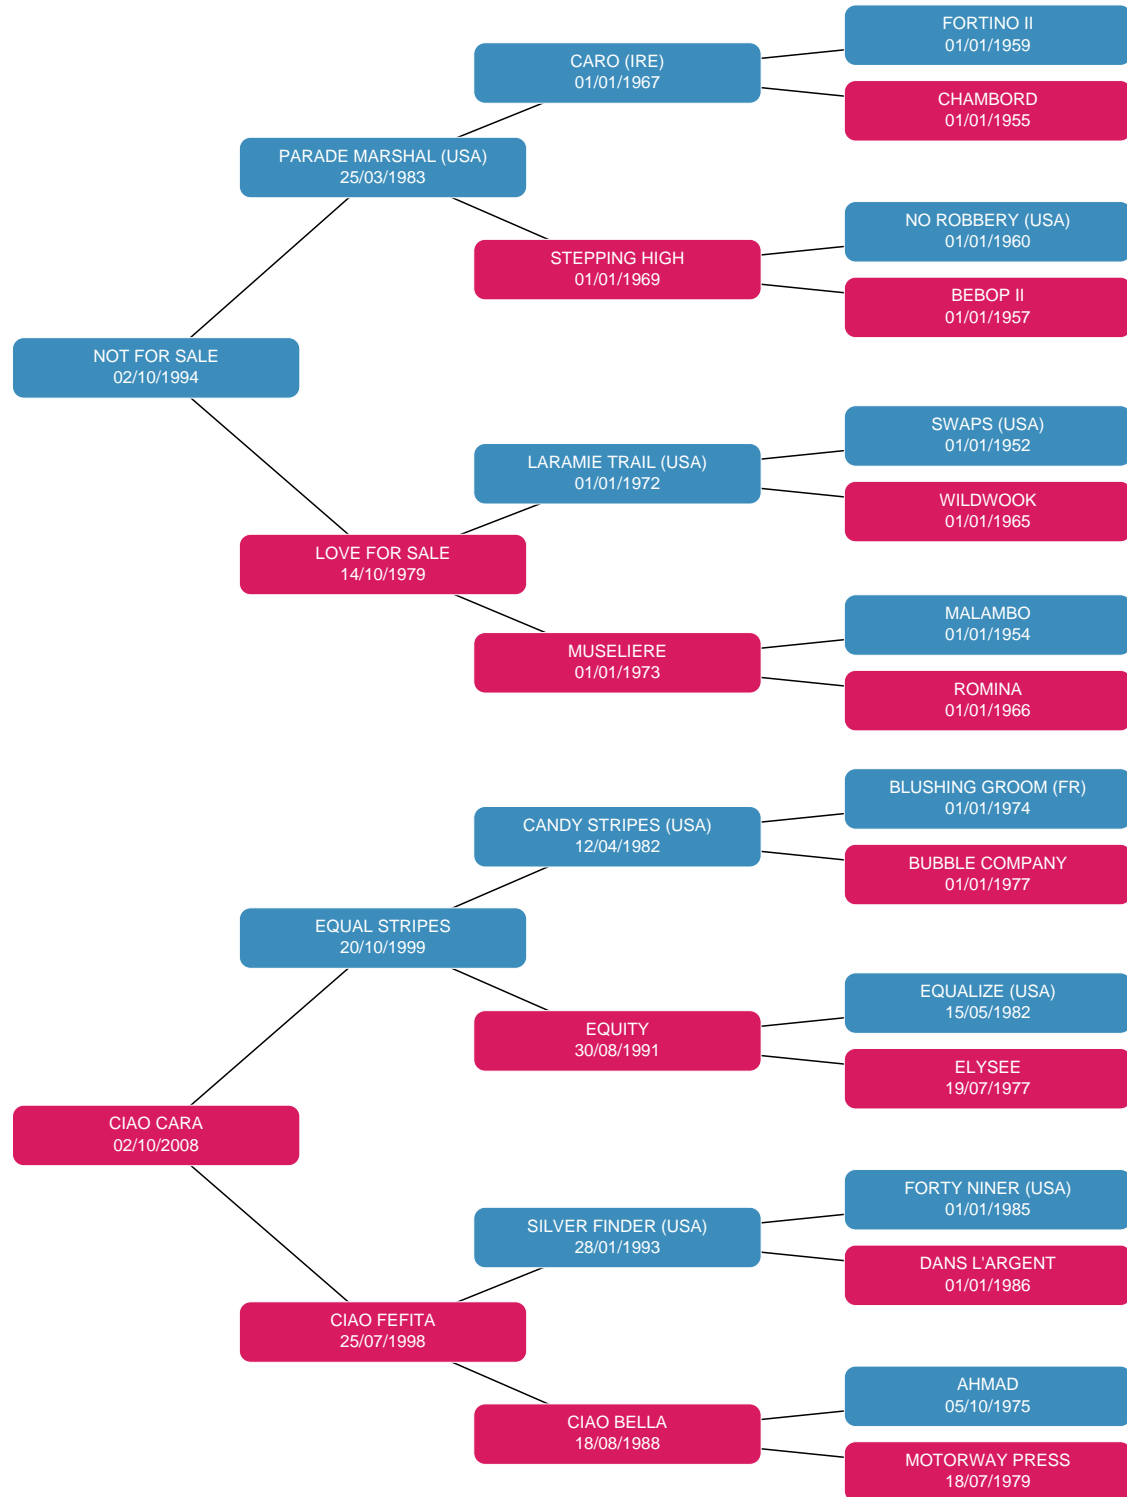 FORTINO II
01/01/1959
CARO (IRE)
01/01/1967
CHAMBORD
01/01/1955
PARADE MARSHAL (USA)
25/03/1983
NO ROBBERY (USA)
01/01/1960
STEPPING HIGH
01/01/1969
BEBOP II
01/01/1957
NOT FOR SALE
02/10/1994
SWAPS (USA)
01/01/1952
LARAMIE TRAIL (USA)
01/01/1972
WILDWOOK
01/01/1965
LOVE FOR SALE
14/10/1979
MALAMBO
01/01/1954
MUSELIERE
01/01/1973
ROMINA
01/01/1966
BLUSHING GROOM (FR)
01/01/1974
CANDY STRIPES (USA)
12/04/1982
BUBBLE COMPANY
01/01/1977
EQUAL STRIPES
20/10/1999
EQUALIZE (USA)
15/05/1982
EQUITY
30/08/1991
ELYSEE
19/07/1977
CIAO CARA
02/10/2008
FORTY NINER (USA)
01/01/1985
SILVER FINDER (USA)
28/01/1993
DANS L'ARGENT
01/01/1986
CIAO FEFITA
25/07/1998
AHMAD
05/10/1975
CIAO BELLA
18/08/1988
MOTORWAY PRESS
18/07/1979